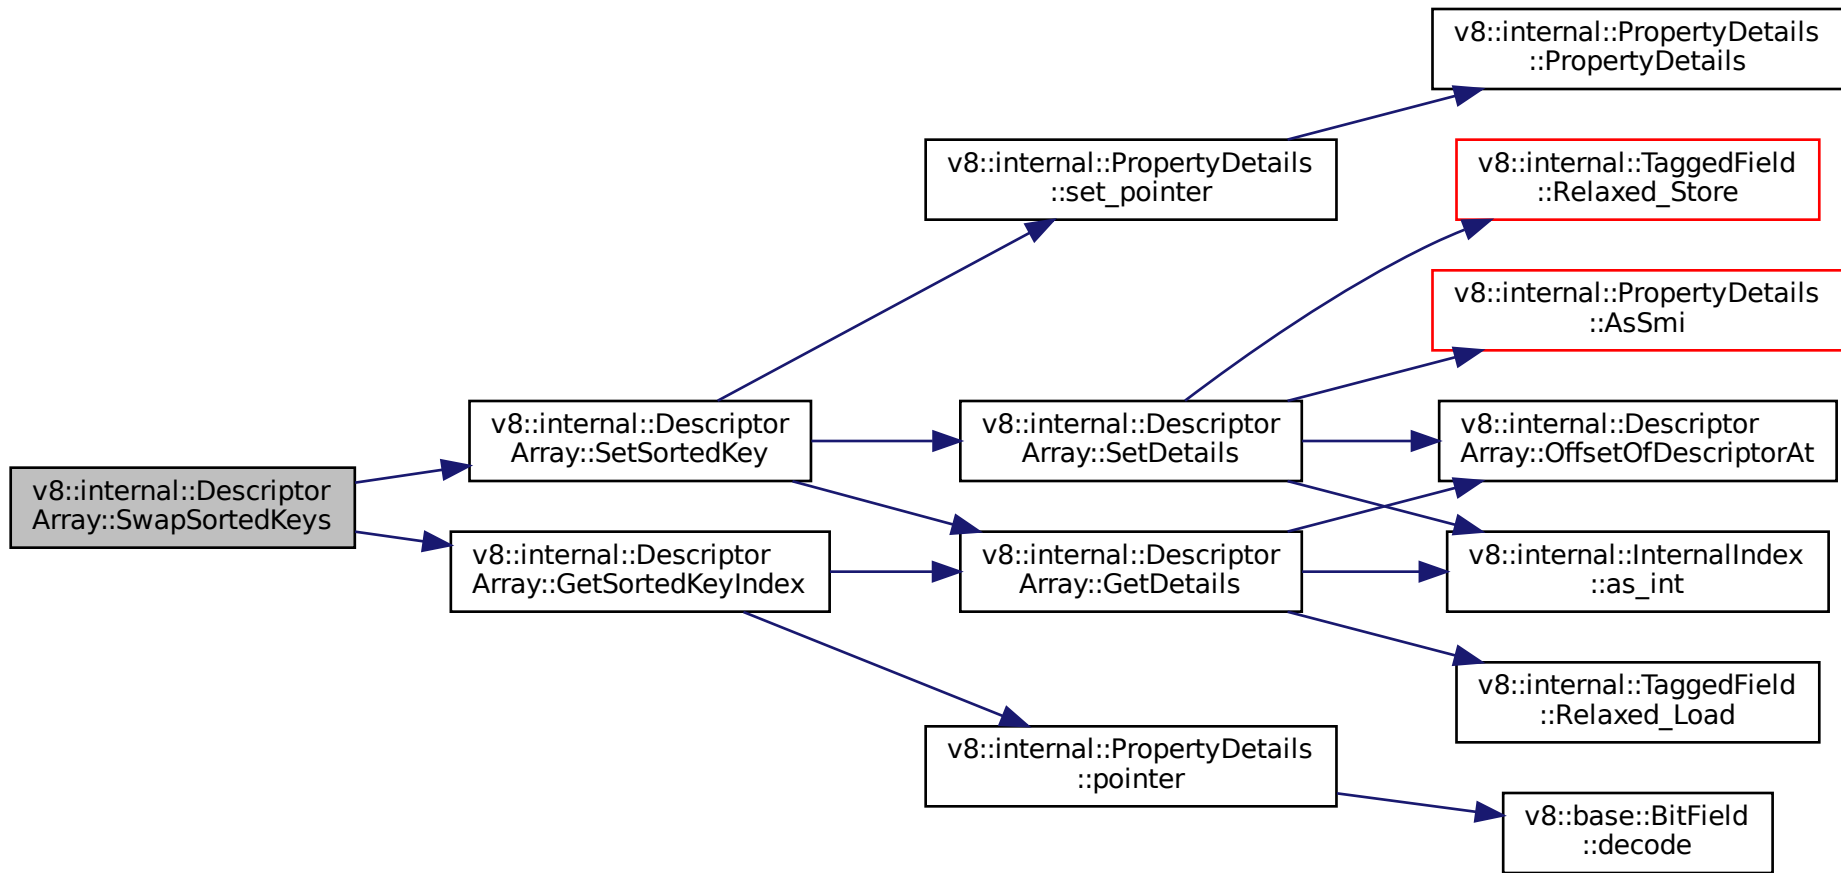 v8::internal::PropertyDetails
::PropertyDetails
v8::internal::PropertyDetails
::set_pointer
v8::internal::TaggedField
::Relaxed_Store
v8::internal::PropertyDetails
::AsSmi
v8::internal::Descriptor
Array::SetSortedKey
v8::internal::Descriptor
Array::SetDetails
v8::internal::Descriptor
Array::OffsetOfDescriptorAt
v8::internal::Descriptor
Array::SwapSortedKeys
v8::internal::Descriptor
Array::GetSortedKeyIndex
v8::internal::Descriptor
Array::GetDetails
v8::internal::InternalIndex
::as_int
v8::internal::TaggedField
::Relaxed_Load
v8::internal::PropertyDetails
::pointer
v8::base::BitField
::decode